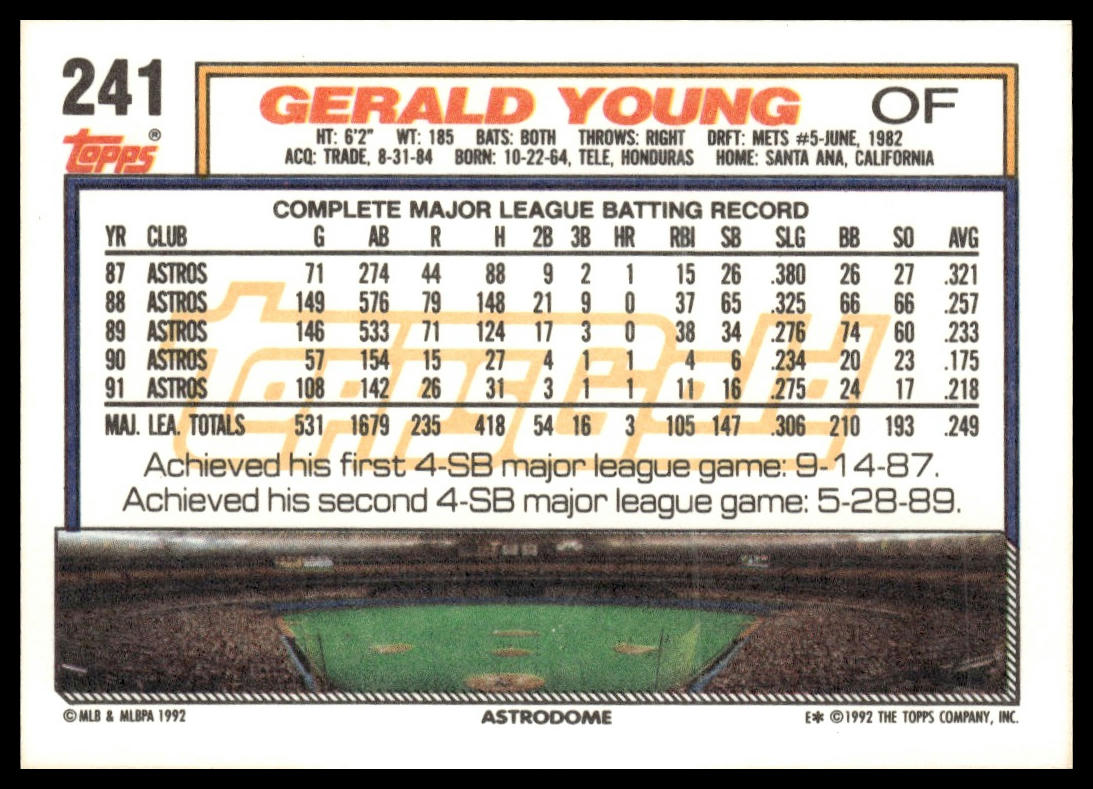 241
Topps®
GERALD YOUNG OF
HT: 6'2" WT: 185 BATS: BOTH THROWS: RIGHT DRFT: METS #5-JUNE, 1982
ACQ: TRADE, 8-31-84 BORN: 10-22-64, TELE, HONDURAS HOME: SANTA ANA, CALIFORNIA
COMPLETE MAJOR LEAGUE BATTING RECORD
YR CLUB G AB R H 2B 3B HR RBI SB SLG BB SO AVG
87 ASTROS 71 274 44 88 9 2 1 15 26 .380 26 27 .321
88 ASTROS 149 576 79 148 21 9 0 37 65 .325 66 66 .257
89 ASTROS 146 533 71 124 17 3 0 38 34 .276 74 60 .233
90 ASTROS 57 154 15 27 4 1 1 4 6 .234 20 23 .175
91 ASTROS 108 142 26 31 3 1 1 11 16 .275 24 17 .218
MAJ. LEA. TOTALS 531 1679 235 418 54 16 3 105 147 .306 210 193 .249
ToppsGold
Achieved his first 4-SB major league game: 9-14-87.
Achieved his second 4-SB major league game: 5-28-89.
© MLB & MLBPA 1992 ASTRODOME E* © 1992 THE TOPPS COMPANY, INC.